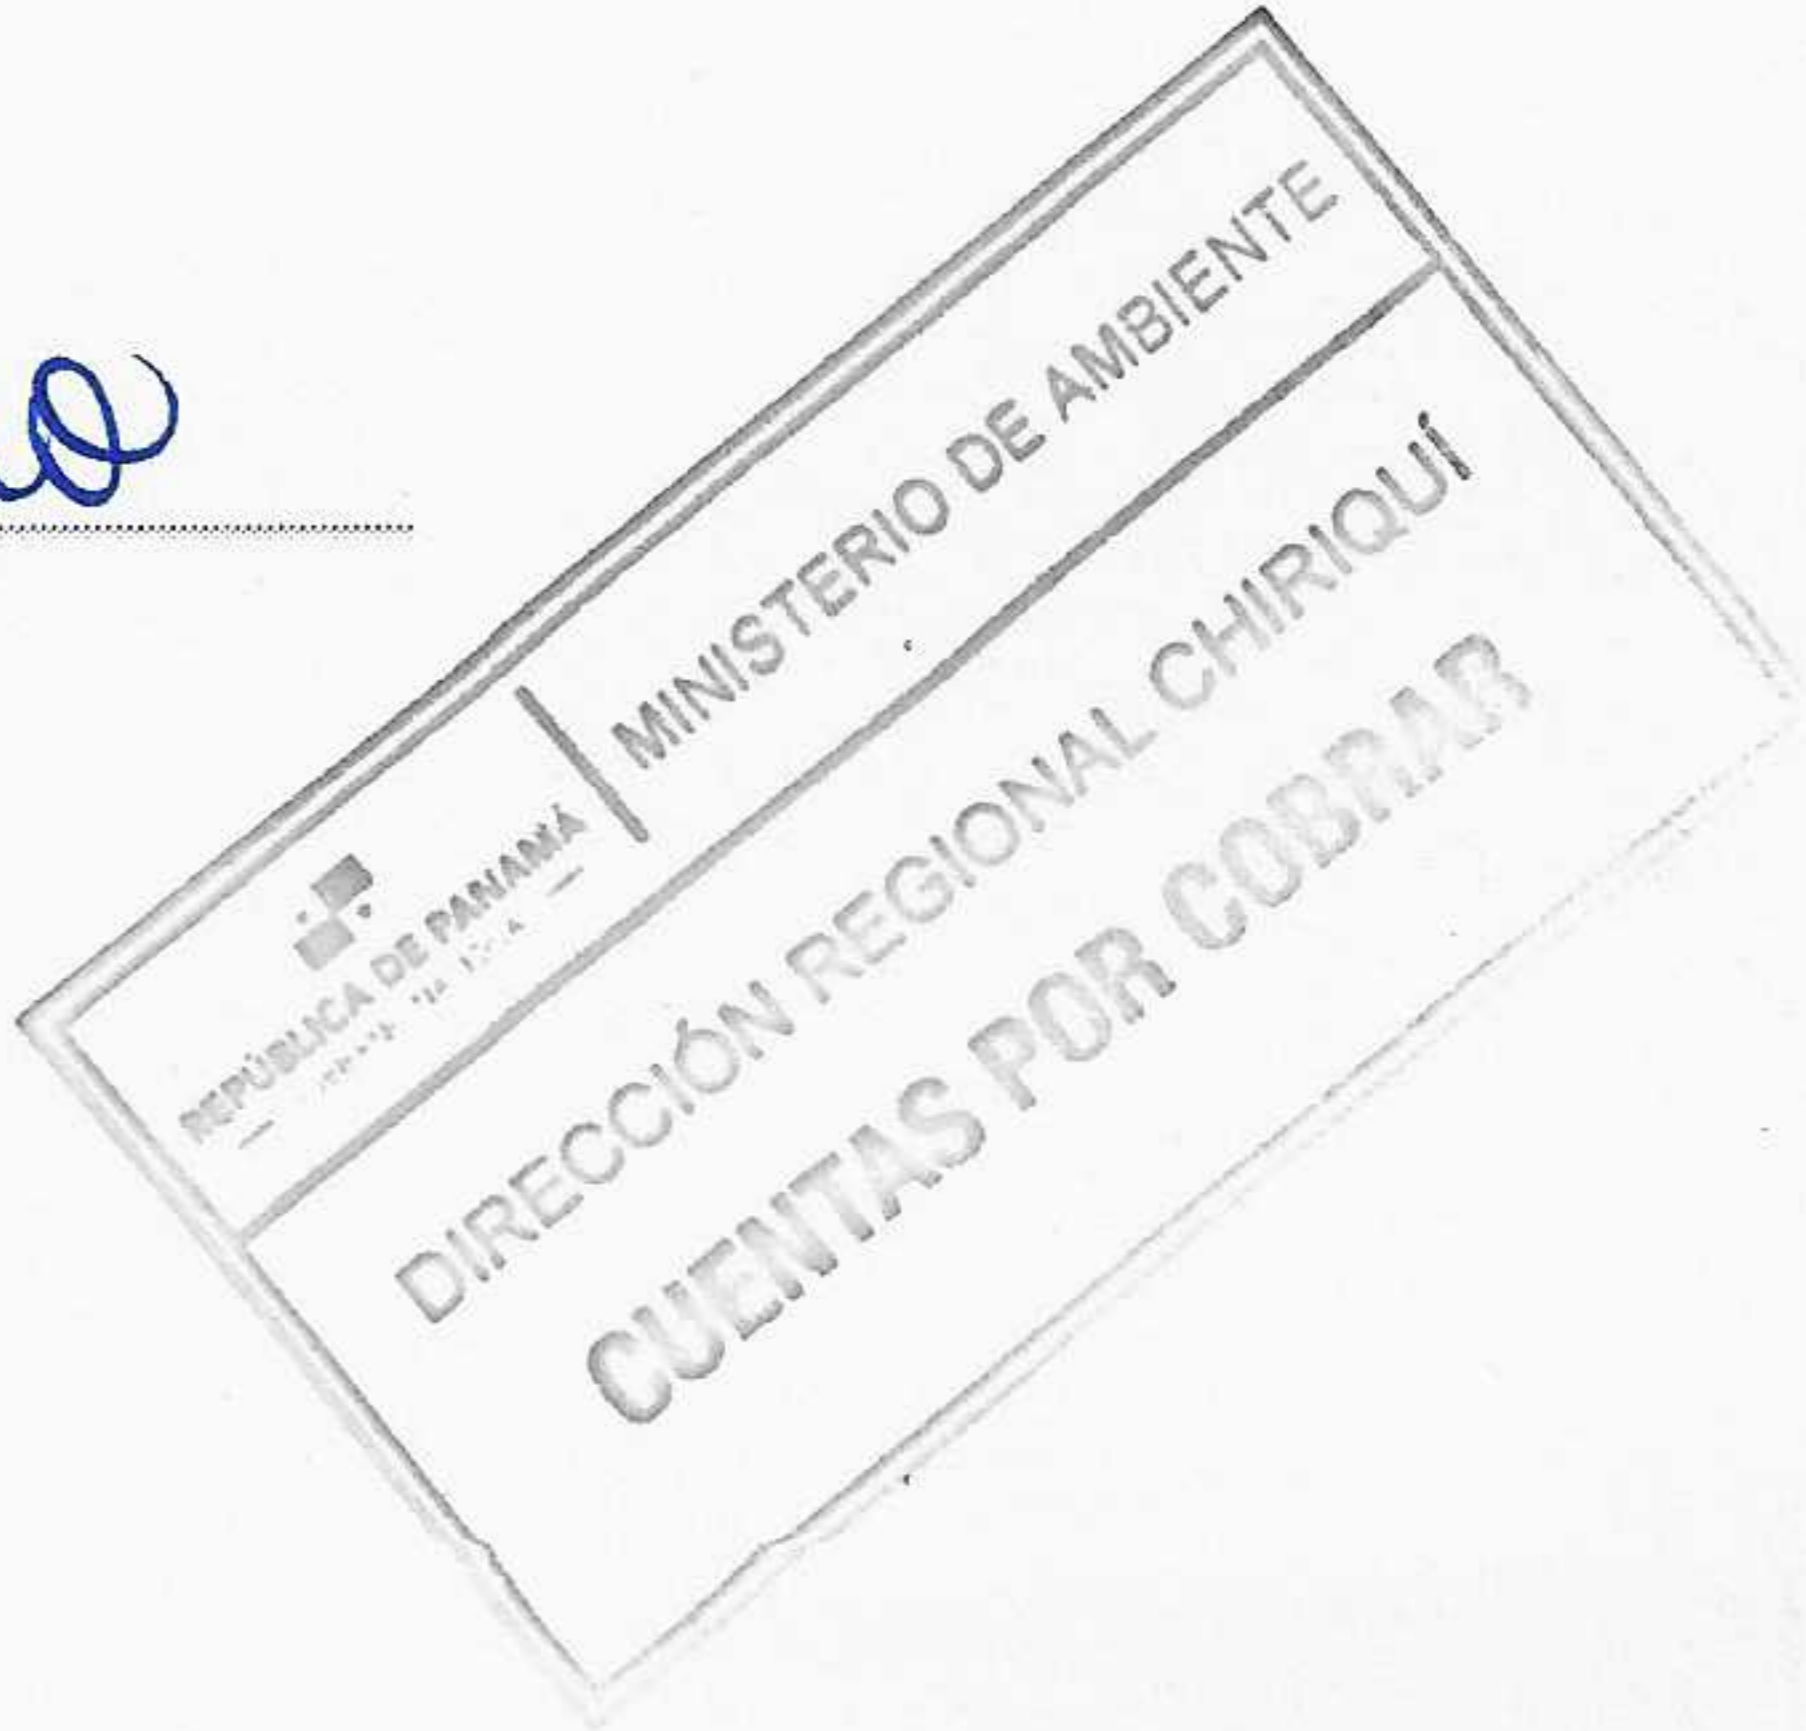 REPÚBLICA DE PANAMÁ
MINISTERIO DE AMBIENTE
DIRECCIÓN REGIONAL CHIRIQUÍ
CUENTAS POR COBRAR